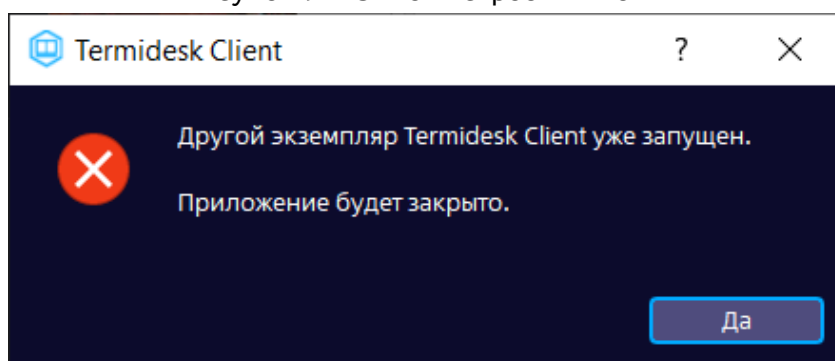 Termidesk Client
Другой экземпляр Termidesk Client уже запущен.
Приложение будет закрыто.
Да